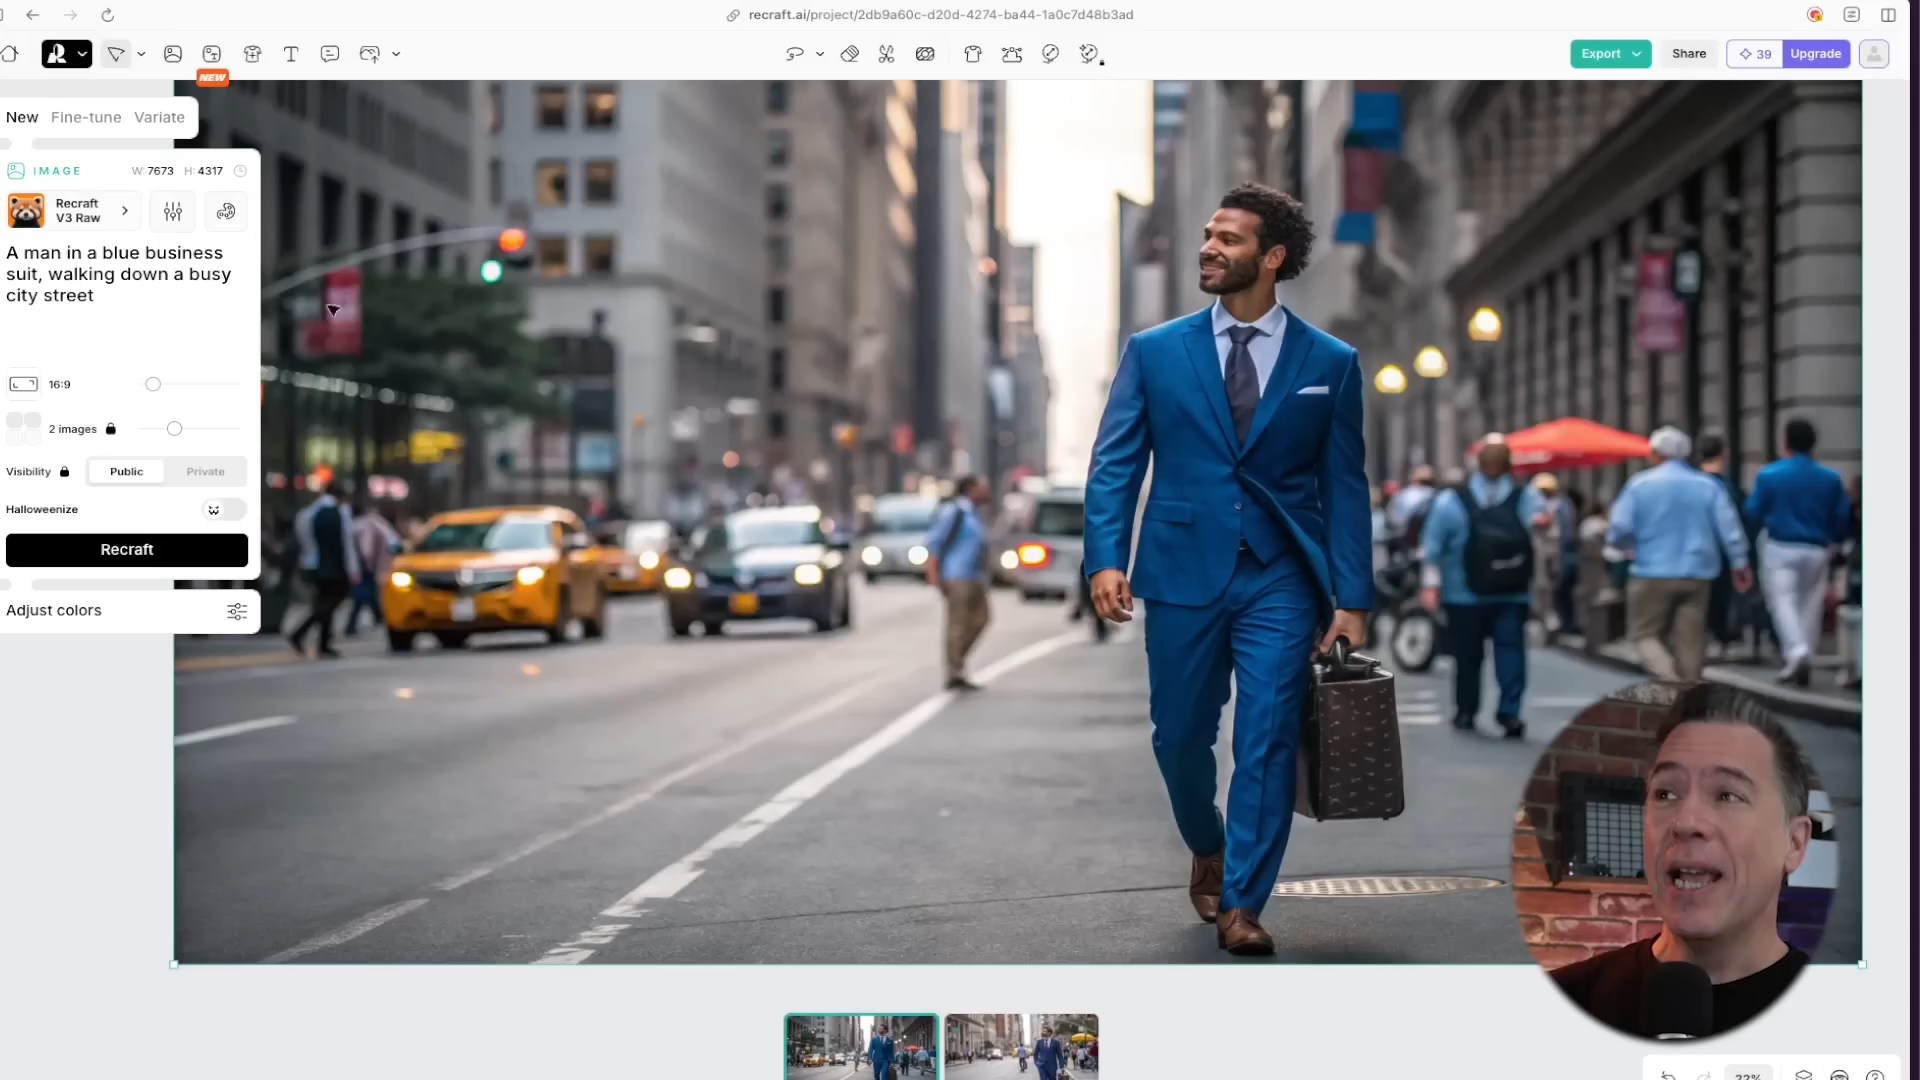 recraft.ai/project/2db9a60c-d20d-4274-ba44-1a0c7d48b3ad
NEW
Export
Share
39
Upgrade
New Fine-tune Variate
IMAGE W: 7673 H: 4317
Recraft
V3 Raw
A man in a blue business
suit, walking down a busy
city street
16:9
2 images
Visibility Public Private
Halloweenize
Recraft
Adjust colors